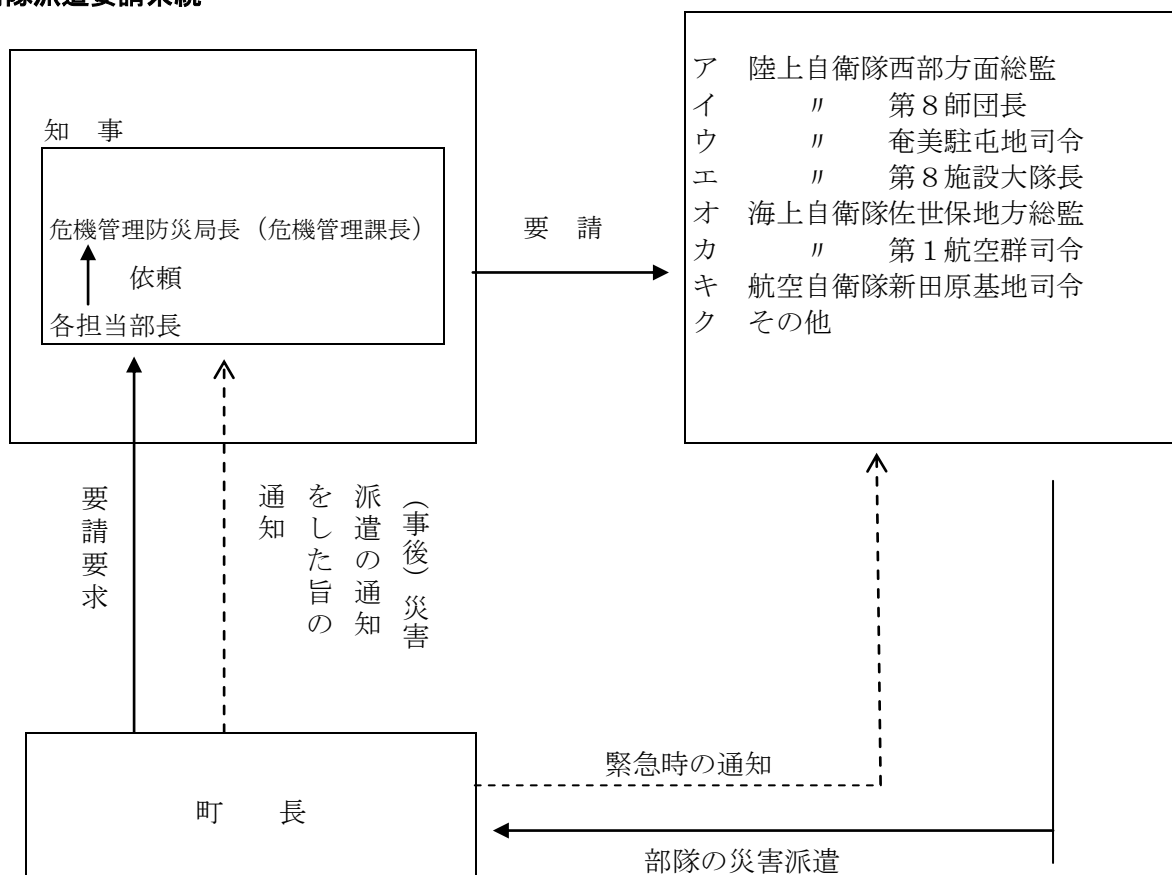 隊派遣要請系統
知　事
危機管理防災局長（危機管理課長）
依頼
各担当部長
要　請
ア　陸上自衛隊西部方面総監
イ　　　〃　　　第８師団長
ウ　　　〃　　　奄美駐屯地司令
エ　　　〃　　　第８施設大隊長
オ　海上自衛隊佐世保地方総監
カ　　　〃　　　第１航空群司令
キ　航空自衛隊新田原基地司令
ク　その他
要請要求
（事後）災害
派遣の通知
をした旨の
通知
緊急時の通知
町　　長
部隊の災害派遣